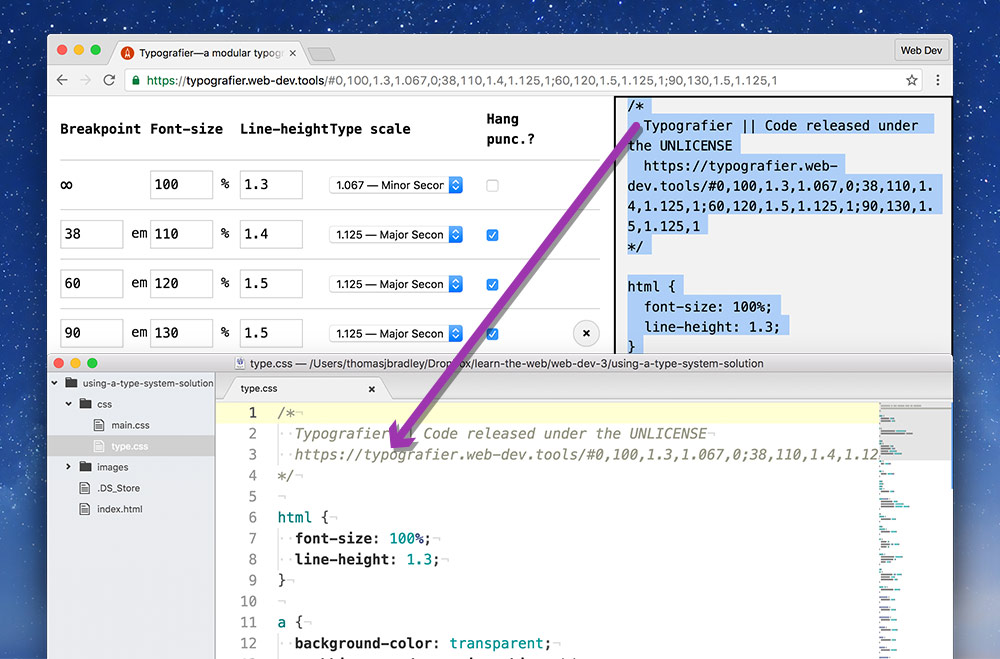 Typografier—a modular typog
Web Dev
https://typografier.web-dev.tools/#0,100,1.3,1.067,0;38,110,1.4,1.125,1;60,120,1.5,1.125,1;90,130,1.5,1.125,1
Breakpoint Font-size Line-height Type scale Hang punc.?
∞ 100 % 1.3 1.067 — Minor Secon
38 em 110 % 1.4 1.125 — Major Secon
60 em 120 % 1.5 1.125 — Major Secon
90 em 130 % 1.5 1.125 — Major Secon
/*
Typografier || Code released under
the UNLICENSE
https://typografier.web-
dev.tools/#0,100,1.3,1.067,0;38,110,1.
4,1.125,1;60,120,1.5,1.125,1;90,130,1.
5,1.125,1
*/
html {
font-size: 100%;
line-height: 1.3;
}
type.css — /Users/thomasjbradley/Dropbox/learn-the-web/web-dev-3/using-a-type-system-solution
using-a-type-system-solution
css
main.css
type.css
images
.DS_Store
index.html
type.css
1 /*
2 Typografier || Code released under the UNLICENSE
3 https://typografier.web-dev.tools/#0,100,1.3,1.067,0;38,110,1.4,1.12
4 */
5
6 html {
7 font-size: 100%;
8 line-height: 1.3;
9 }
10
11 a {
12 background-color: transparent;